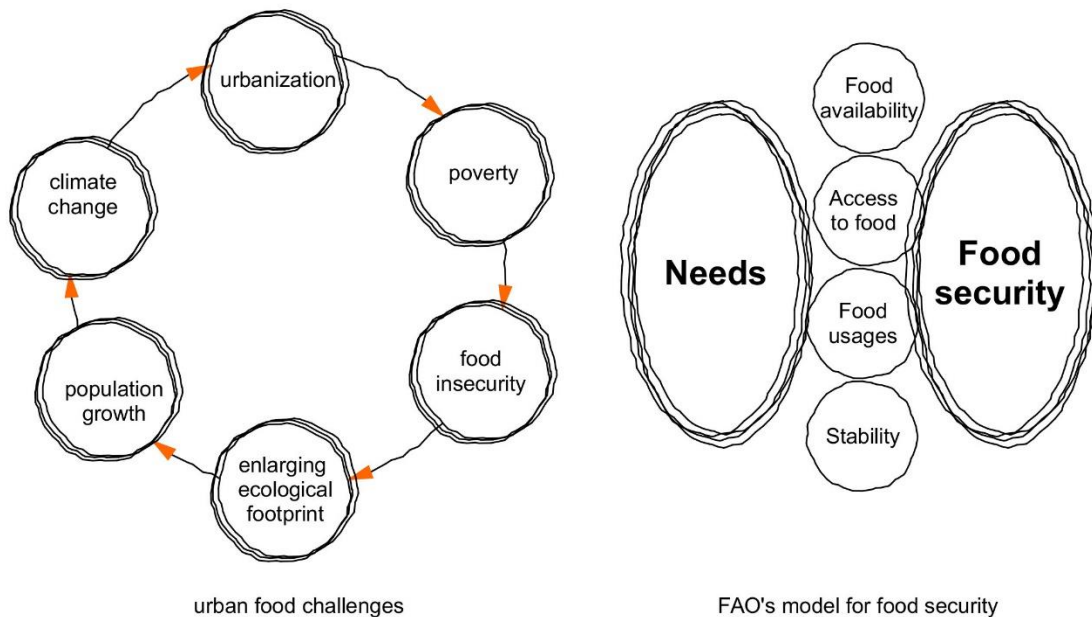 urbanization
poverty
food
insecurity
enlarging
ecological
footprint
population
growth
climate
change
urban food challenges
Needs
Food
availability
Access
to food
Food
usages
Stability
Food
security
FAO's model for food security